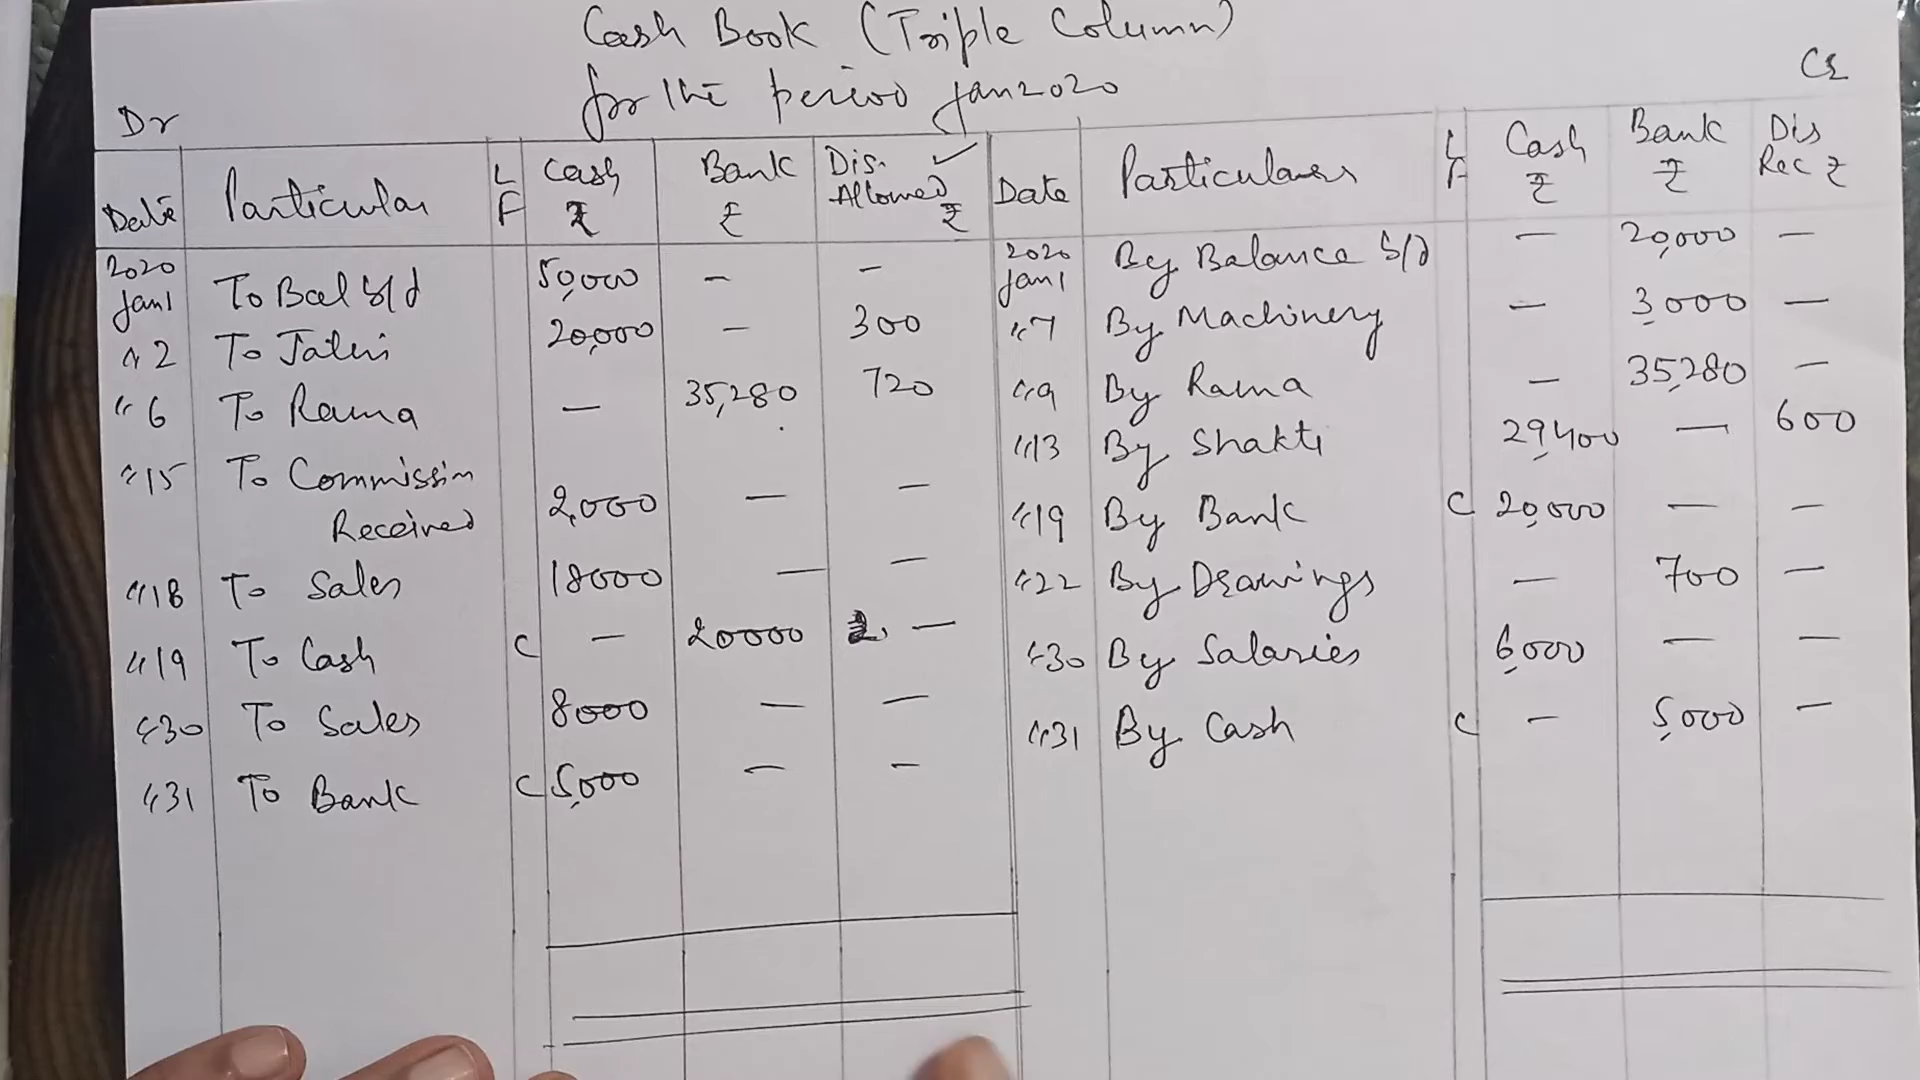 Cash Book (Triple Column)
for the period Jan 2020
Dr Cr
Date Particular LF Cash ₹ Bank ₹ Dis. Allowed ₹ ✓ Date Particulars LF Cash ₹ Bank ₹ Dis Rec ₹
2020 Jan 1 To Bal b/d 50,000 — — 2020 Jan 1 By Balance b/d — 20,000 —
"2 To 20,000 — 300 "7 By Machinery — 3,000 —
"6 To Rama — 35,280 720 "9 By Rama — 35,280 —
"15 To Commission Received 2,000 — — "13 By Shakti 29,400 — 600
"18 To Sales 18000 — — "19 By Bank C 20,000 — —
"19 To Cash C — 20000 — "22 By Drawings — 700 —
"30 To Sales 8000 — — "30 By Salaries 6,000 — —
"31 To Bank C 5,000 — — "31 By Cash C — 5,000 —